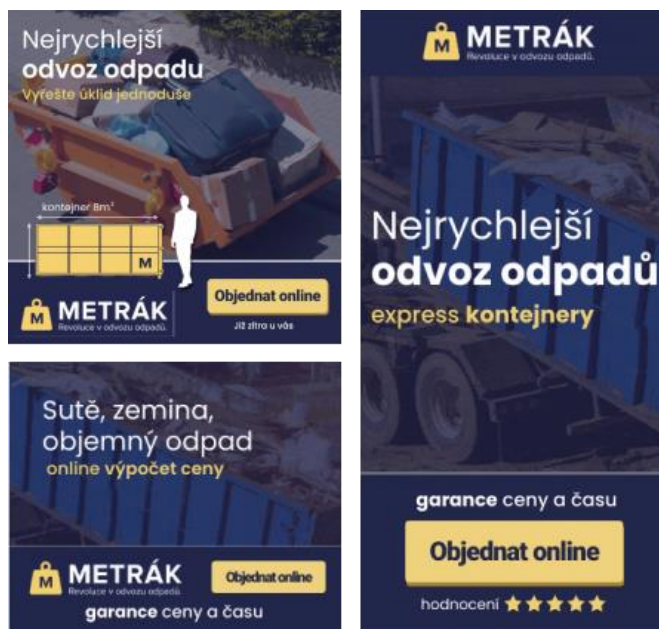 Nejrychlejší
odvoz odpadu
Vyřešte úklid jednoduše
kontejner 8m³
M
M
METRÁK
Revoluce v odvozu odpadů.
Objednat online
Již zítra u vás
Sutě, zemina,
objemný odpad
online výpočet ceny
M
METRÁK
Revoluce v odvozu odpadů.
Objednat online
garance ceny a času
M
METRÁK
Revoluce v odvozu odpadů.
Nejrychlejší
odvoz odpadů
express kontejnery
garance ceny a času
Objednat online
hodnocení